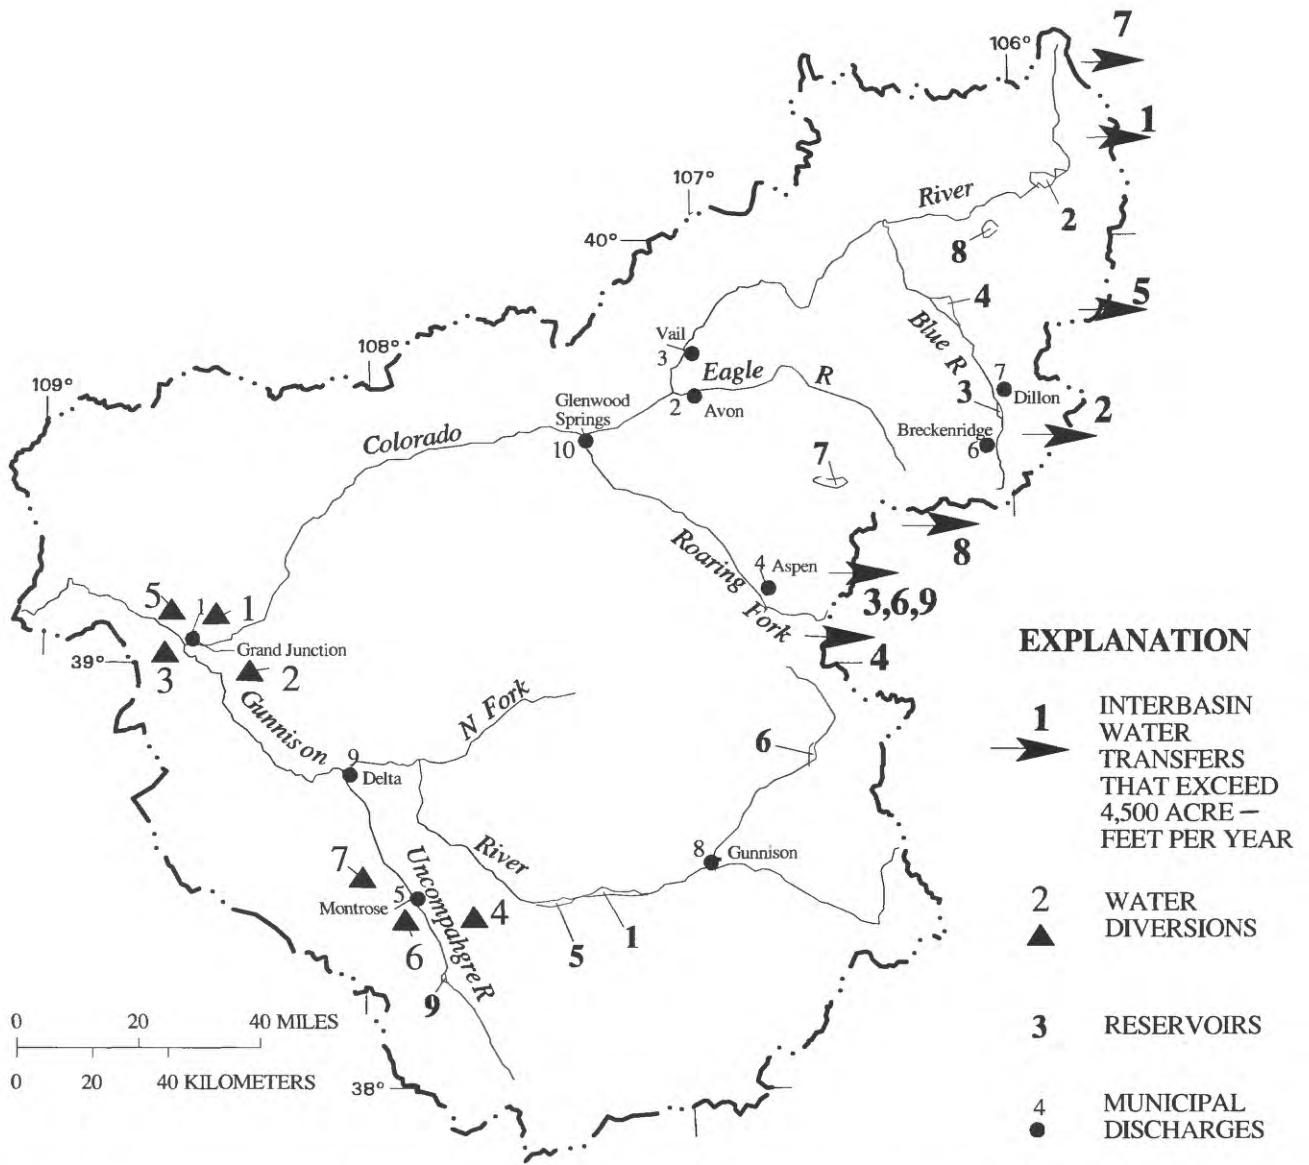 7
106°
1
107°
River
2
40°
8
4
5
Blue R
Vail
3
108°
Eagle R
7
Dillon
109°
Glenwood
Springs
2
Avon
3
2
Breckenridge
6
Colorado
10
7
8
Roaring Fork
4
Aspen
3,6,9
5
1
1
Grand Junction
39°
3
2
4
Gunnison
N Fork
6
9
Delta
River
8
Gunnison
7
Uncompahgre R
5
Montrose
4
6
5
1
9
38°
0 20 40 MILES
0 20 40 KILOMETERS
EXPLANATION
1
INTERBASIN
WATER
TRANSFERS
THAT EXCEED
4,500 ACRE –
FEET PER YEAR
2
WATER
DIVERSIONS
3
RESERVOIRS
4
MUNICIPAL
DISCHARGES